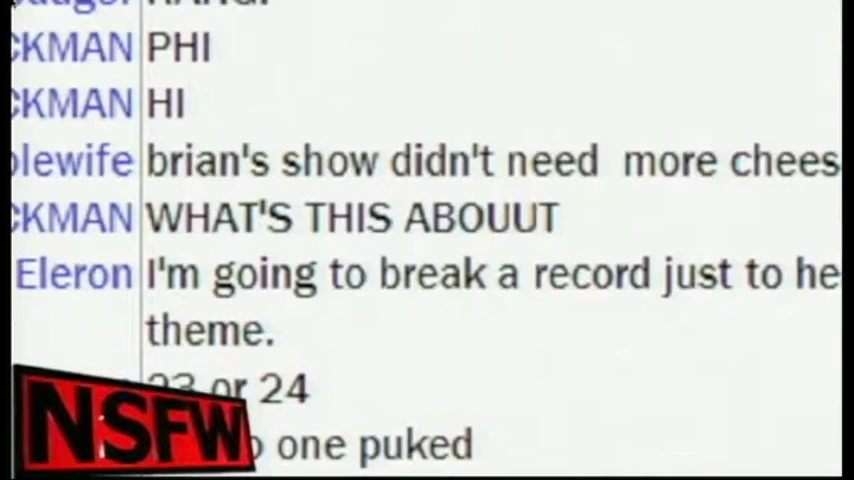 CKMAN PHI
CKMAN HI
lewife brian's show didn't need more chees
CKMAN WHAT'S THIS ABOUUT
Eleron I'm going to break a record just to he
theme.
23 or 24
one puked
NSFW